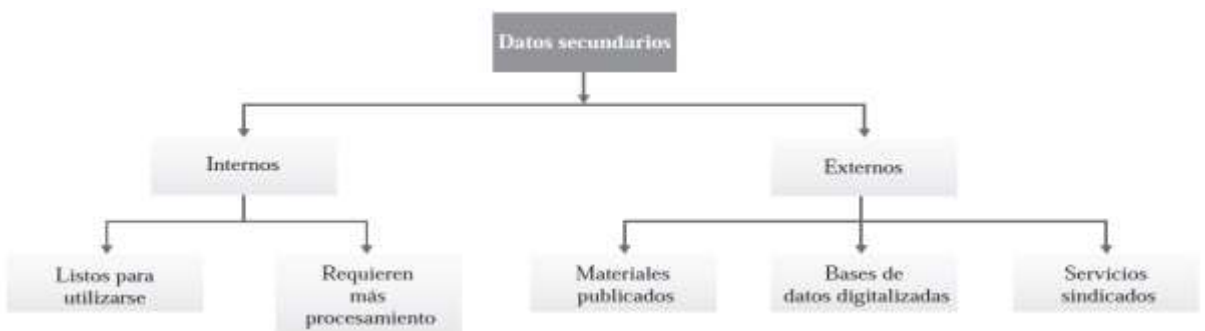 Datos secundarios
Internos
Externos
Listos para
utilizarse
Requieren
más
procesamiento
Materiales
publicados
Bases de
datos digitalizadas
Servicios
sindicados